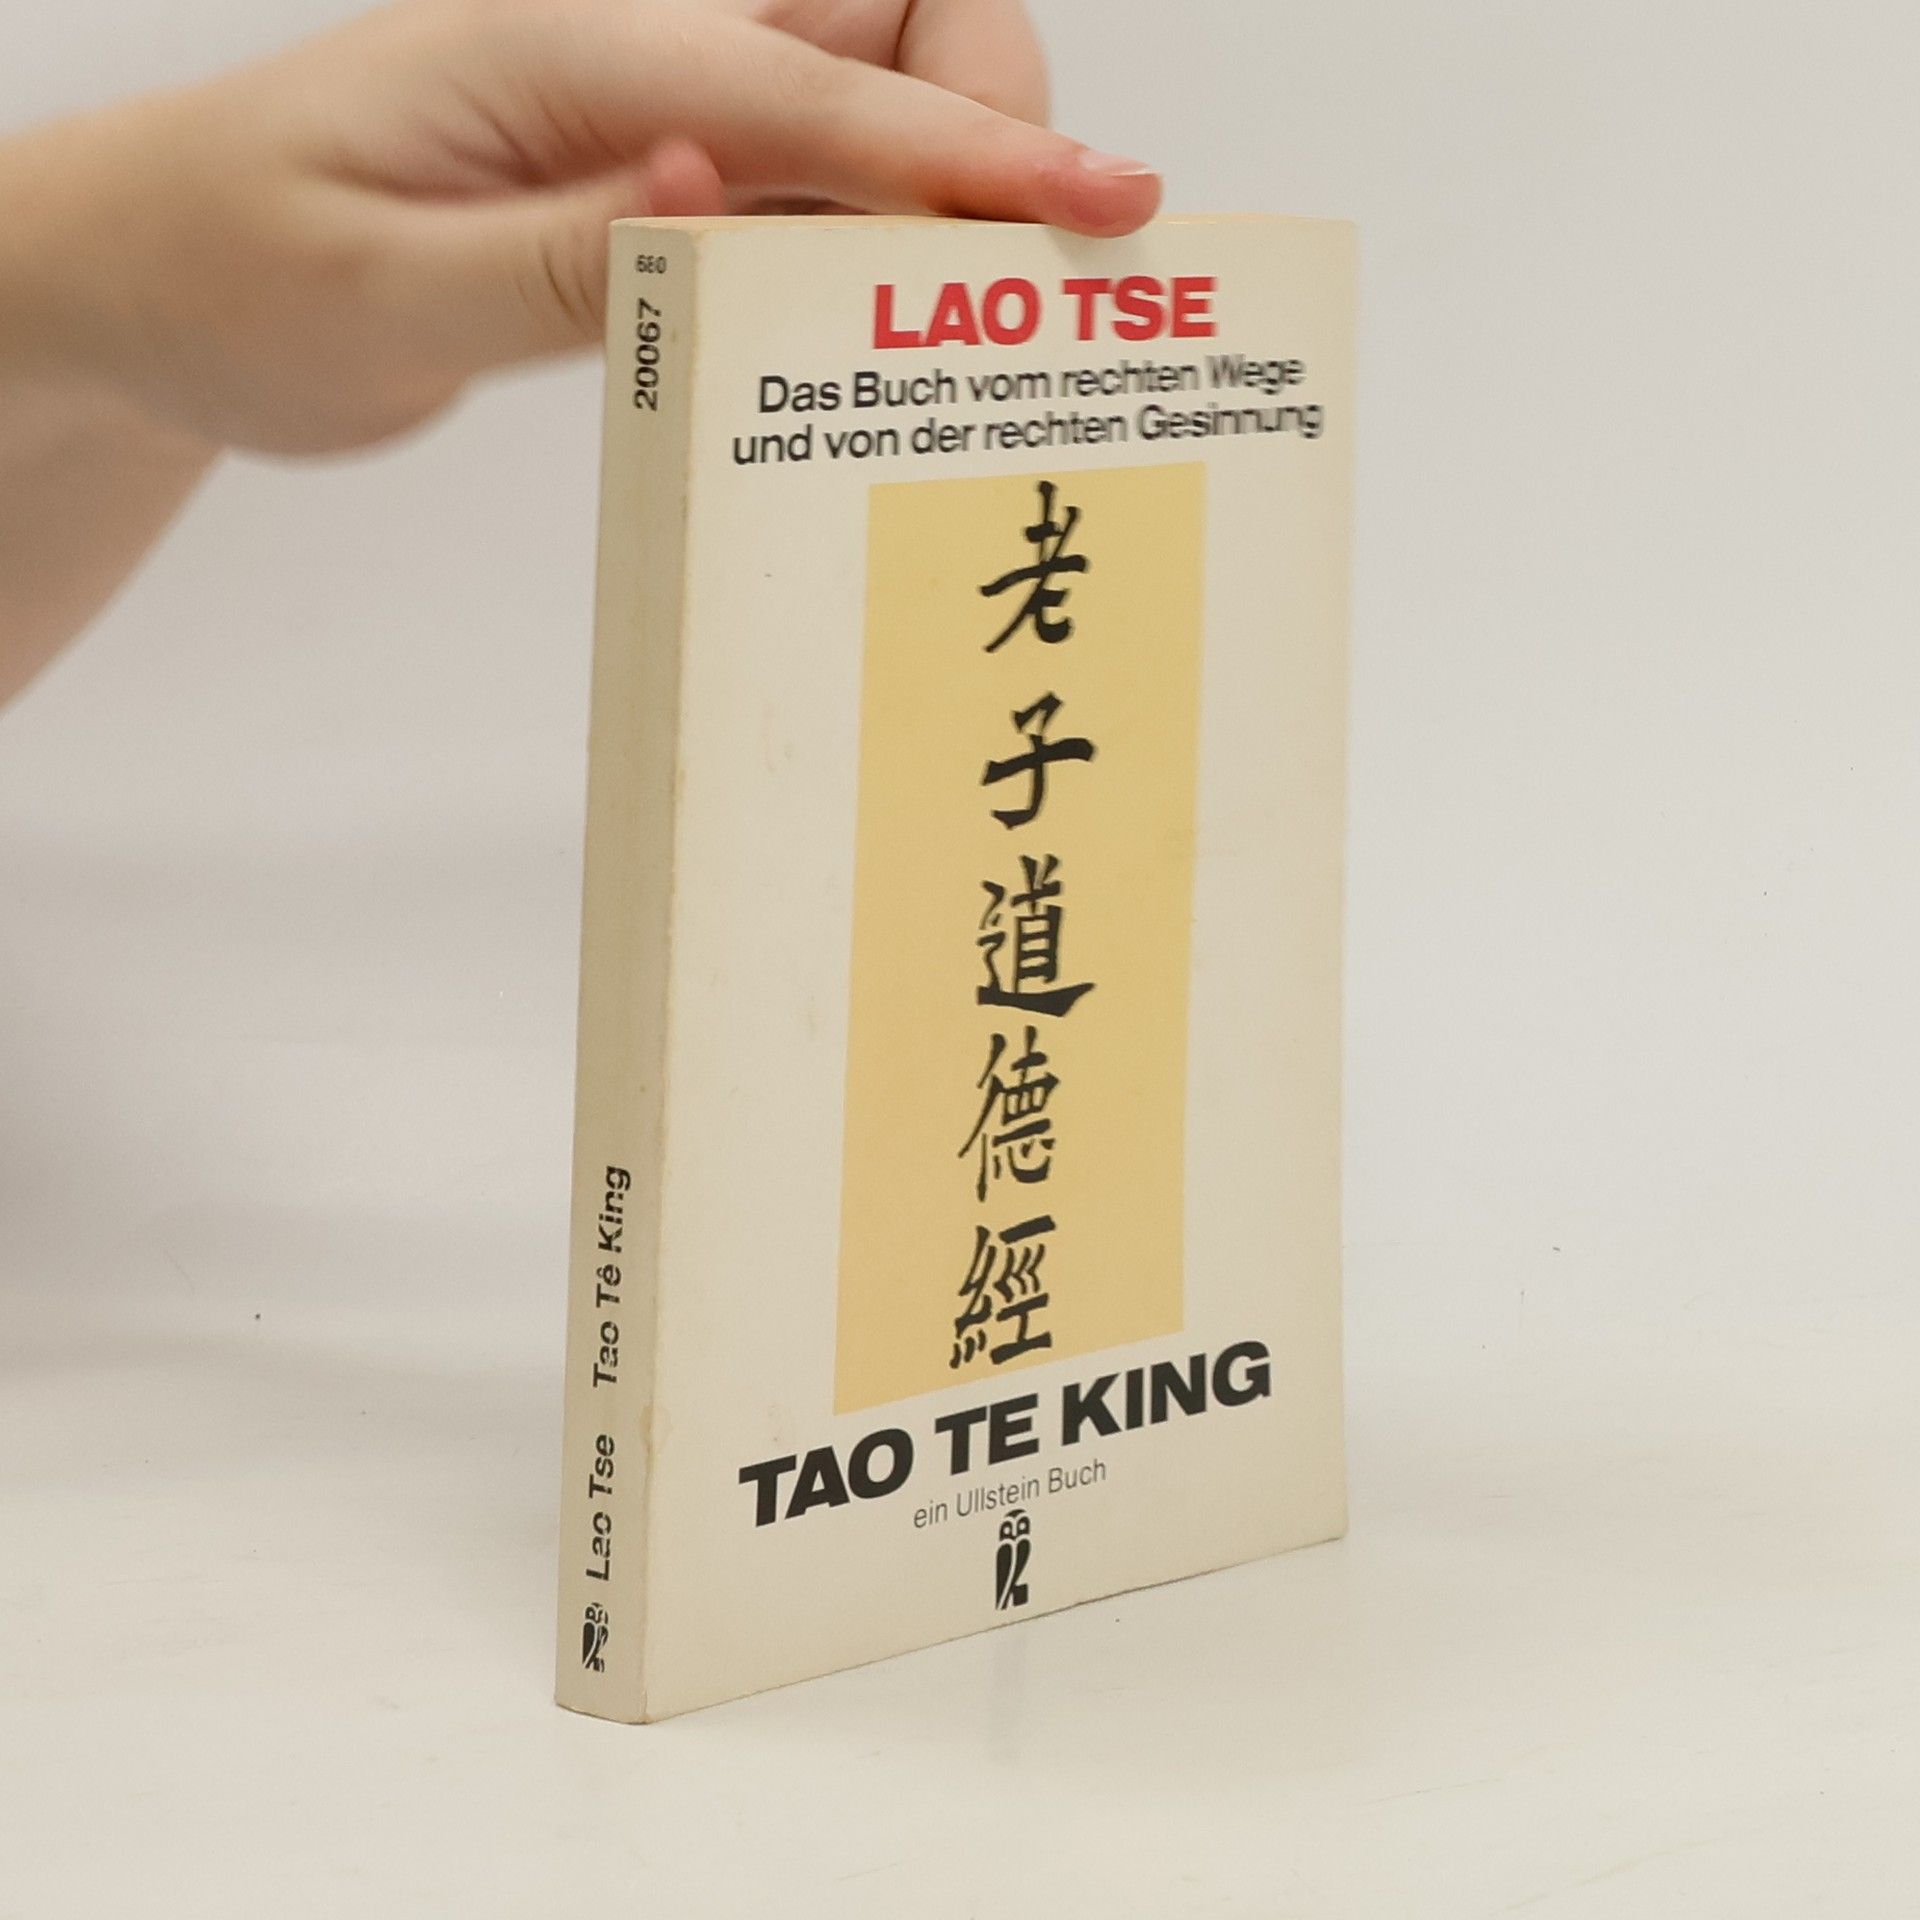 680
20067
Lao Tse Tao Tê King
LAO TSE
Das Buch vom rechten Wege
und von der rechten Gesinnung
老子道德經
TAO TE KING
ein Ullstein Buch